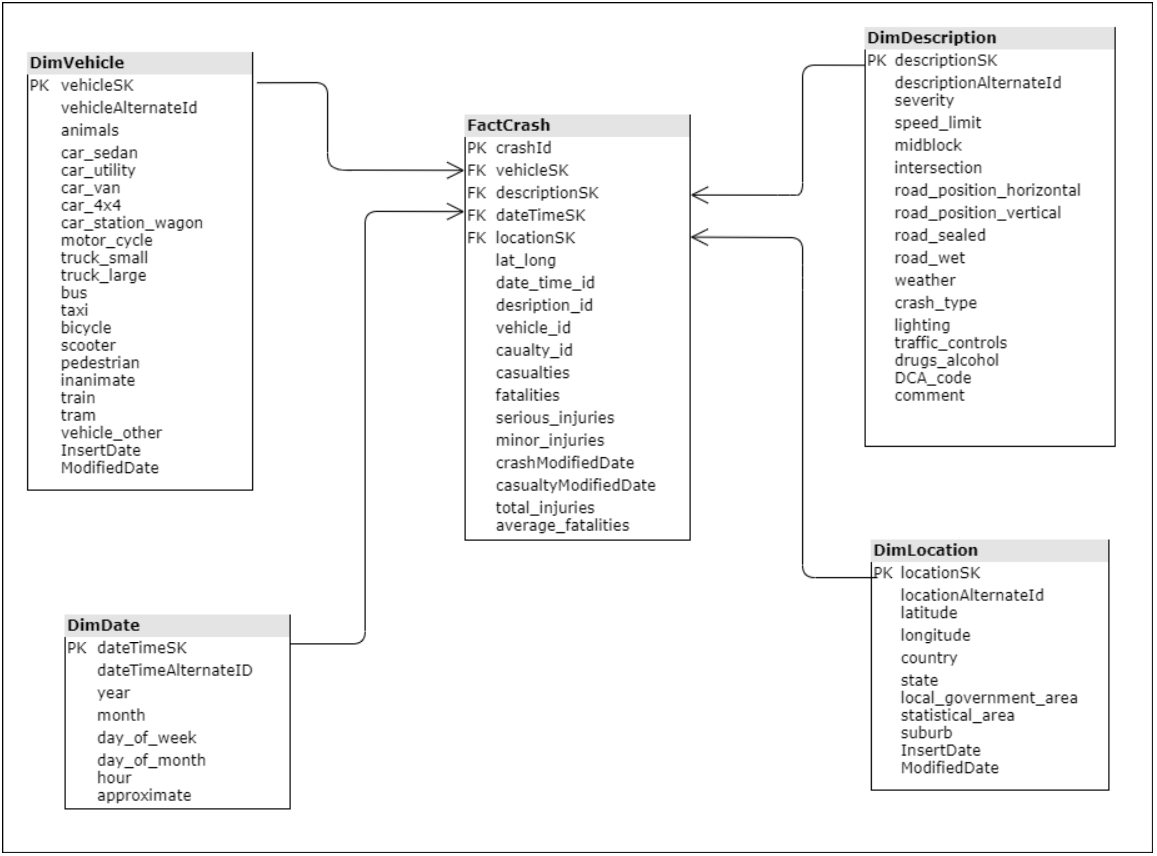 DimVehicle
PK vehicleSK
vehicleAlternateId
animals
car_sedan
car_utility
car_van
car_4x4
car_station_wagon
motor_cycle
truck_small
truck_large
bus
taxi
bicycle
scooter
pedestrian
inanimate
train
tram
vehicle_other
InsertDate
ModifiedDate
FactCrash
PK crashId
FK vehicleSK
FK descriptionSK
FK dateTimeSK
FK locationSK
lat_long
date_time_id
desription_id
vehicle_id
caualty_id
casualties
fatalities
serious_injuries
minor_injuries
crashModifiedDate
casualtyModifiedDate
total_injuries
average_fatalities
DimDescription
PK descriptionSK
descriptionAlternateId
severity
speed_limit
midblock
intersection
road_position_horizontal
road_position_vertical
road_sealed
road_wet
weather
crash_type
lighting
traffic_controls
drugs_alcohol
DCA_code
comment
DimDate
PK dateTimeSK
dateTimeAlternateID
year
month
day_of_week
day_of_month
hour
approximate
DimLocation
PK locationSK
locationAlternateId
latitude
longitude
country
state
local_government_area
statistical_area
suburb
InsertDate
ModifiedDate